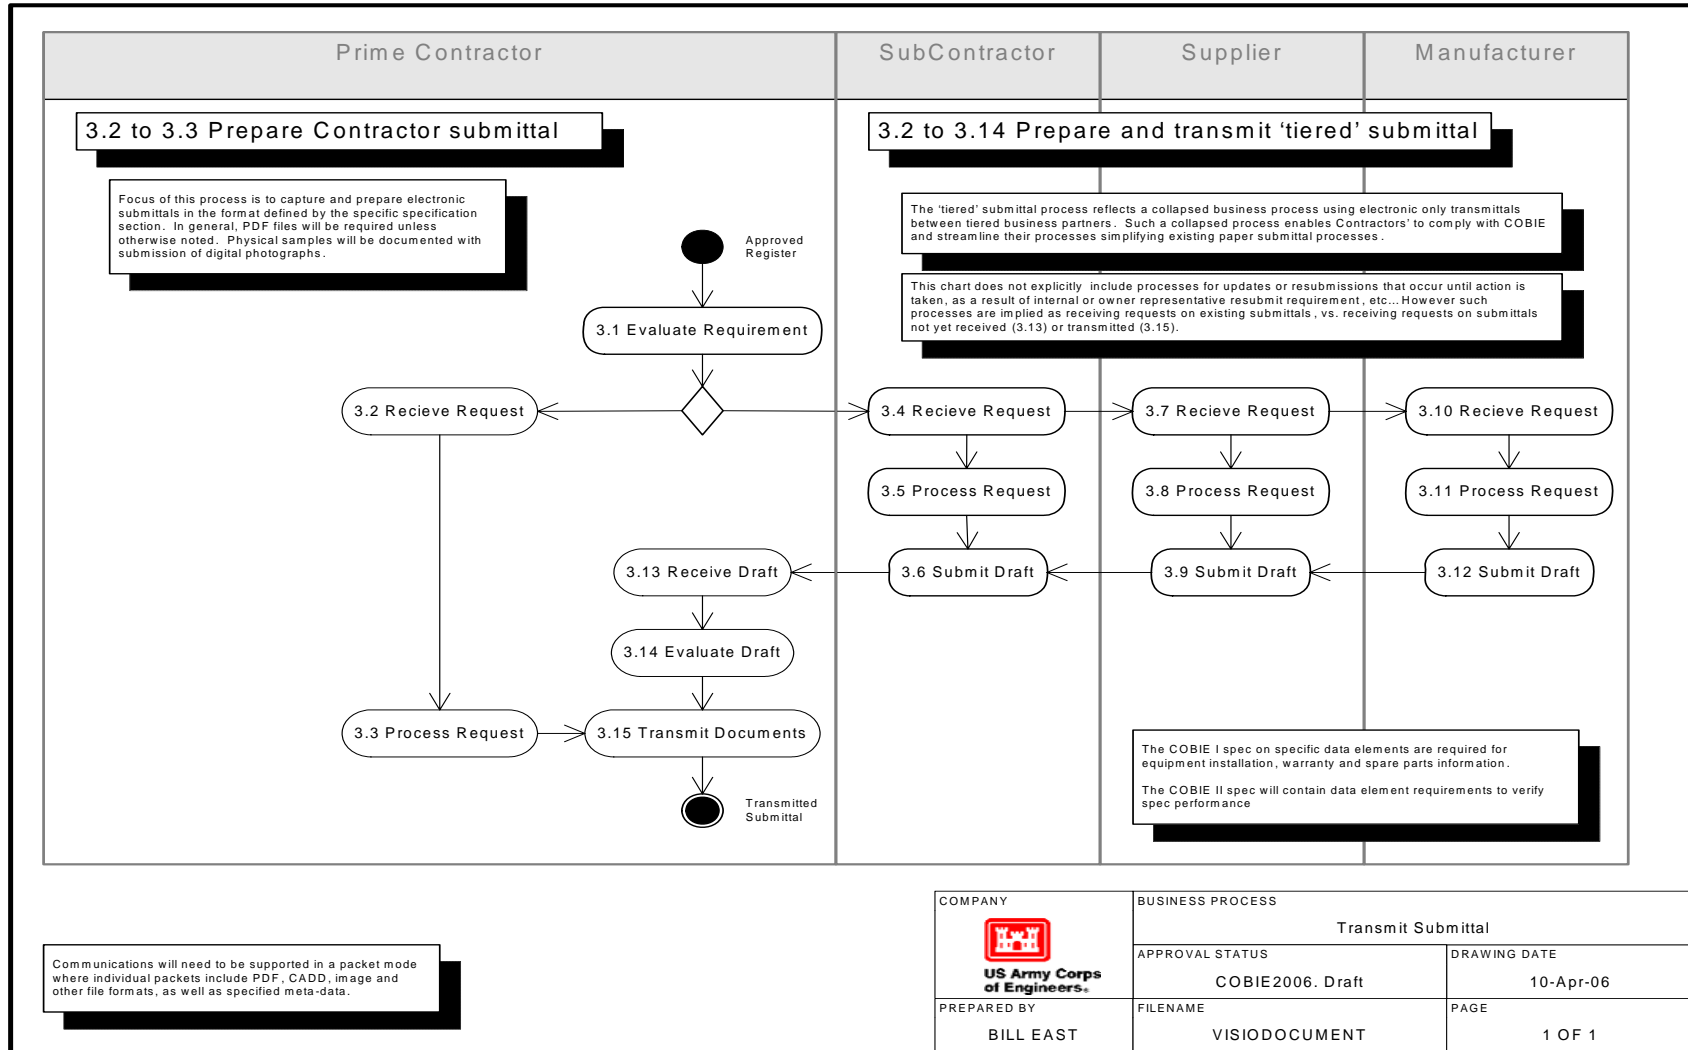 Prime Contractor
SubContractor
Supplier
Manufacturer
3.2 to 3.3 Prepare Contractor submittal
3.2 to 3.14 Prepare and transmit ‘tiered’ submittal
Focus of this process is to capture and prepare electronic
submittals in the format defined by the specific specification
section. In general, PDF files will be required unless
otherwise noted. Physical samples will be documented with
submission of digital photographs.
The ‘tiered’ submittal process reflects a collapsed business process using electronic only transmittals
between tiered business partners. Such a collapsed process enables Contractors’ to comply with COBIE
and streamline their processes simplifying existing paper submittal processes.
Approved
Register
This chart does not explicitly include processes for updates or resubmissions that occur until action is
taken, as a result of internal or owner representative resubmit requirement, etc... However such
processes are implied as receiving requests on existing submittals, vs. receiving requests on submittals
not yet received (3.13) or transmitted (3.15).
3.1 Evaluate Requirement
3.2 Recieve Request
3.4 Recieve Request
3.7 Recieve Request
3.10 Recieve Request
3.5 Process Request
3.8 Process Request
3.11 Process Request
3.13 Receive Draft
3.6 Submit Draft
3.9 Submit Draft
3.12 Submit Draft
3.14 Evaluate Draft
3.3 Process Request
3.15 Transmit Documents
The COBIE I spec on specific data elements are required for
equipment installation, warranty and spare parts information.
The COBIE II spec will contain data element requirements to verify
spec performance
Transmitted
Submittal
COMPANY
US Army Corps
of Engineers®
BUSINESS PROCESS
Transmit Submittal
APPROVAL STATUS
COBIE2006. Draft
DRAWING DATE
10-Apr-06
PREPARED BY
BILL EAST
FILENAME
VISIODOCUMENT
PAGE
1 OF 1
Communications will need to be supported in a packet mode
where individual packets include PDF, CADD, image and
other file formats, as well as specified meta-data.